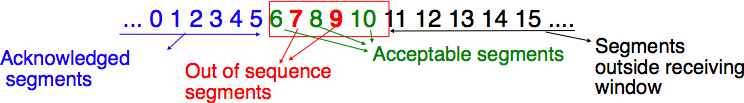 ... 0 1 2 3 4 5 6 7 8 9 10 11 12 13 14 15 ....
Acknowledged
segments
Out of sequence
segments
Acceptable segments
Segments
outside receiving
window